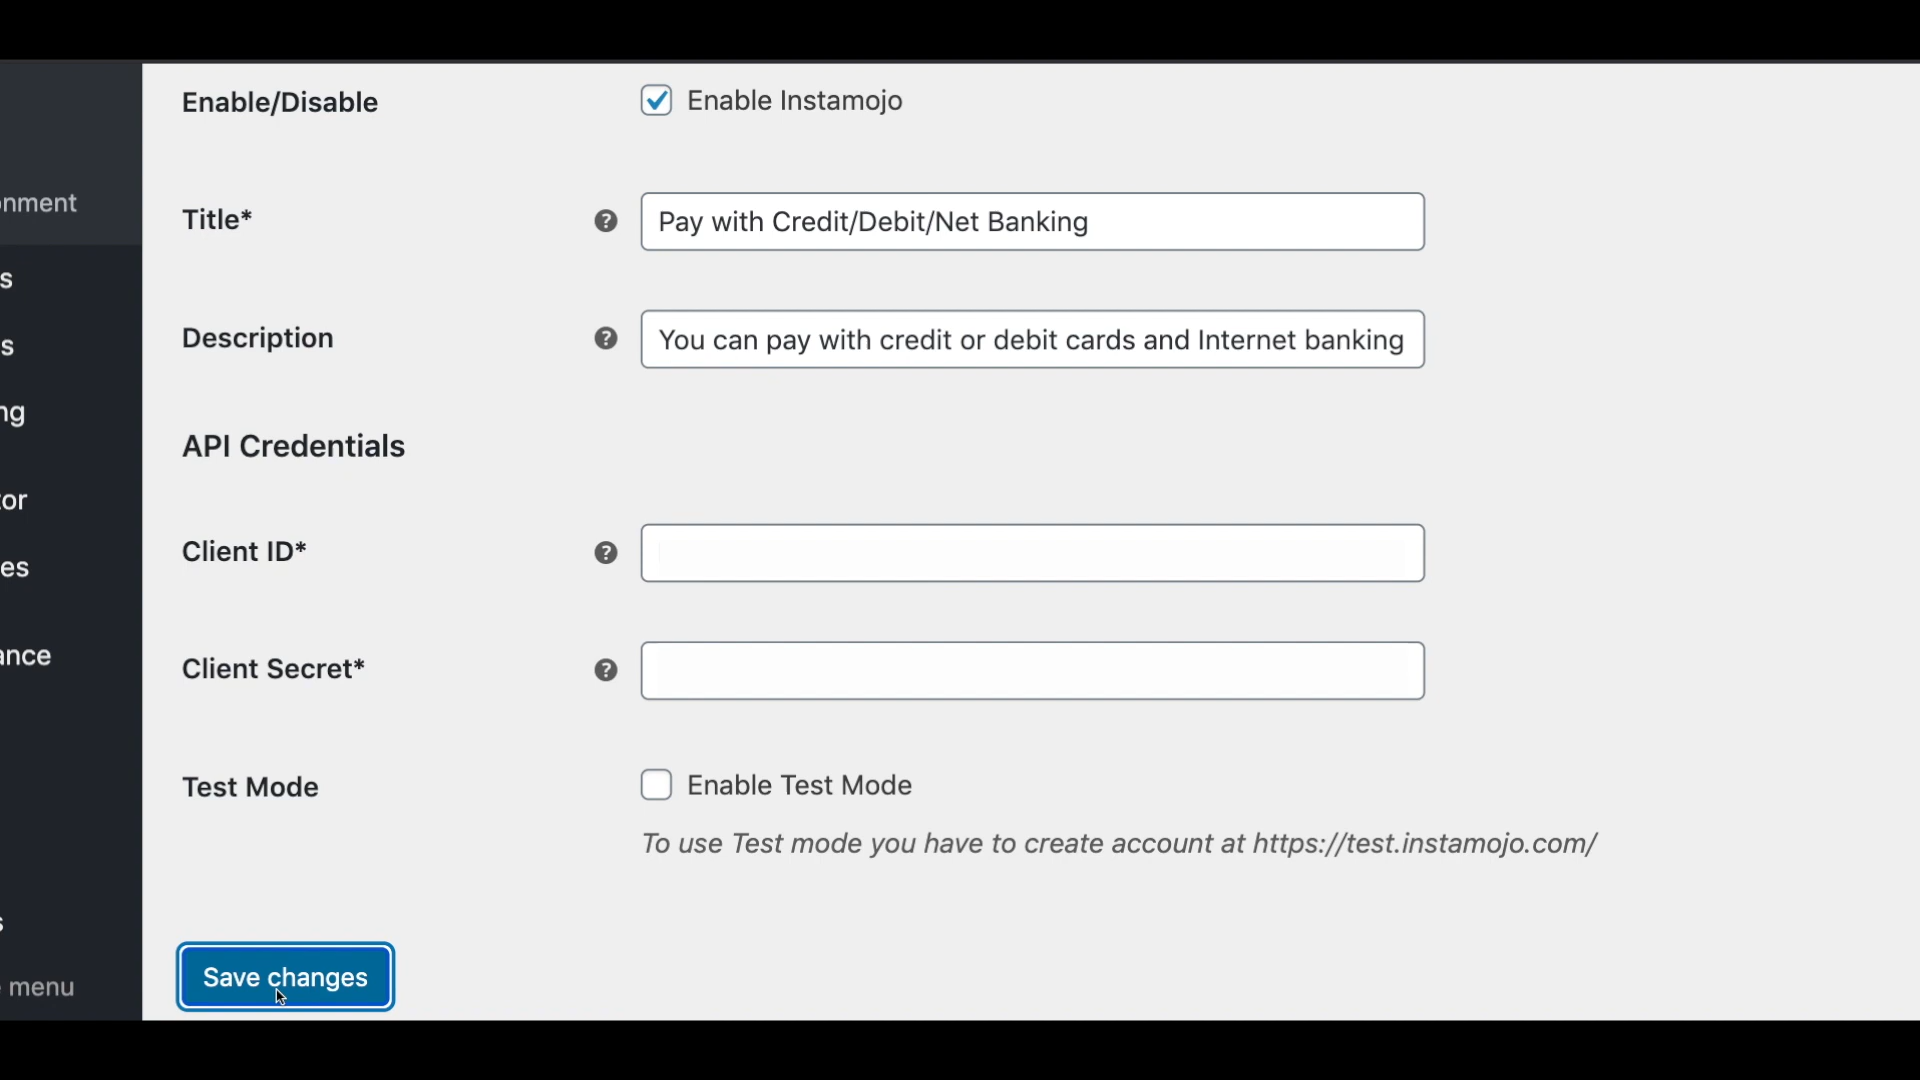 Enable/Disable
Enable Instamojo
Title*
Pay with Credit/Debit/Net Banking
Description
You can pay with credit or debit cards and Internet banking
API Credentials
Client ID*
Client Secret*
Test Mode
Enable Test Mode
To use Test mode you have to create account at https://test.instamojo.com/
Save changes
menu